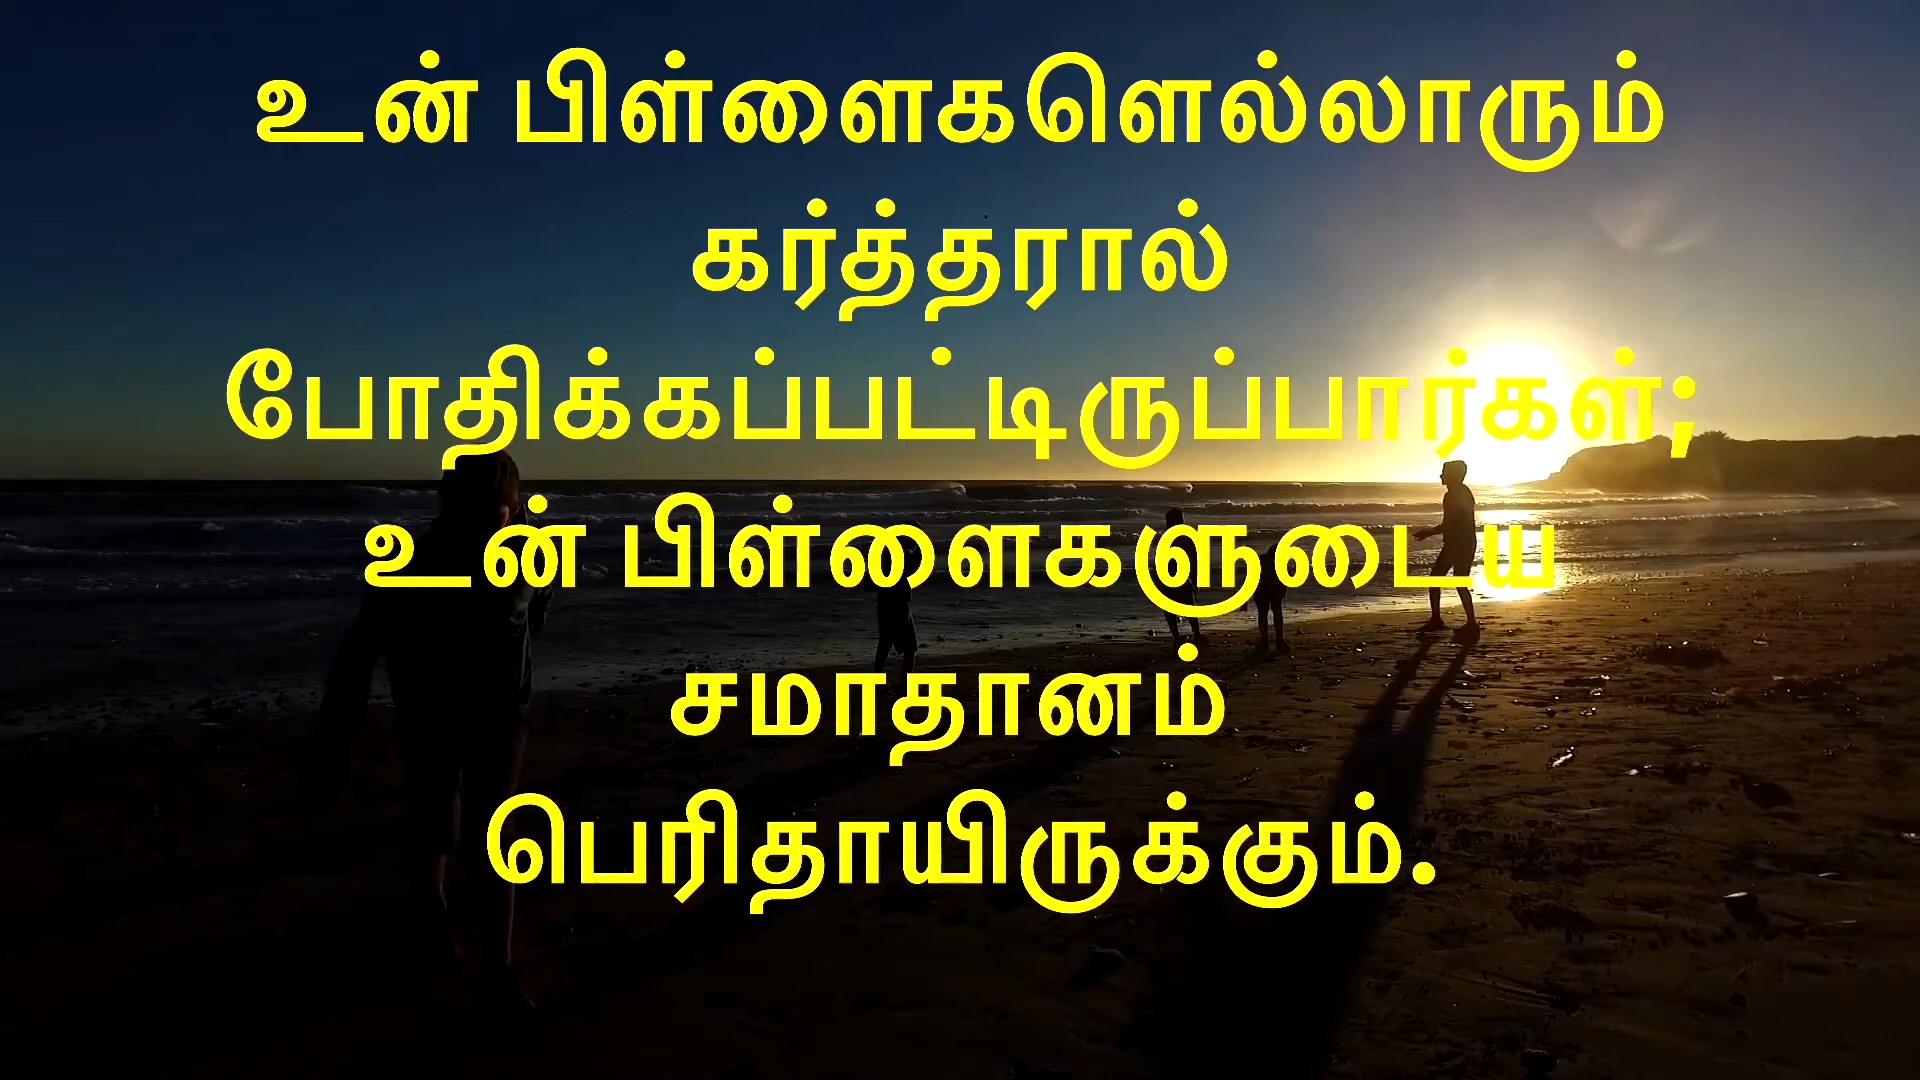 உன் பிள்ளைகளெல்லாரும்
கர்த்தரால்
போதிக்கப்பட்டிருப்பார்கள்;
உன் பிள்ளைகளுடைய
சமாதானம்
பெரிதாயிருக்கும்.